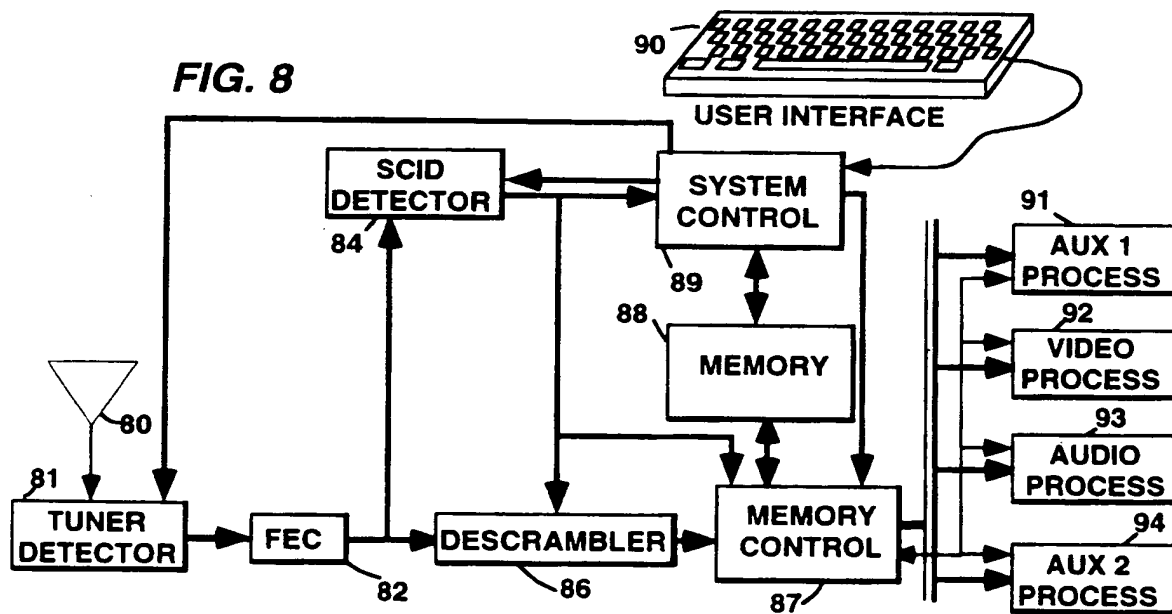 FIG. 8
90
USER INTERFACE
SCID
DETECTOR
84
SYSTEM
CONTROL
89
88
MEMORY
80
81
TUNER
DETECTOR
FEC
82
DESCRAMBLER
86
MEMORY
CONTROL
87
91
AUX 1
PROCESS
92
VIDEO
PROCESS
93
AUDIO
PROCESS
94
AUX 2
PROCESS